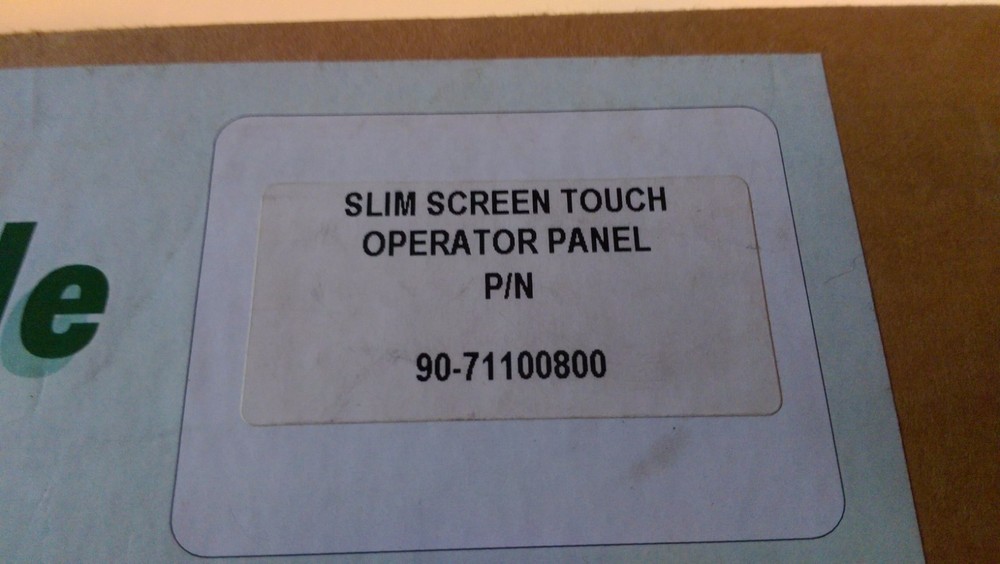 SLIM SCREEN TOUCH
OPERATOR PANEL
P/N
90-71100800